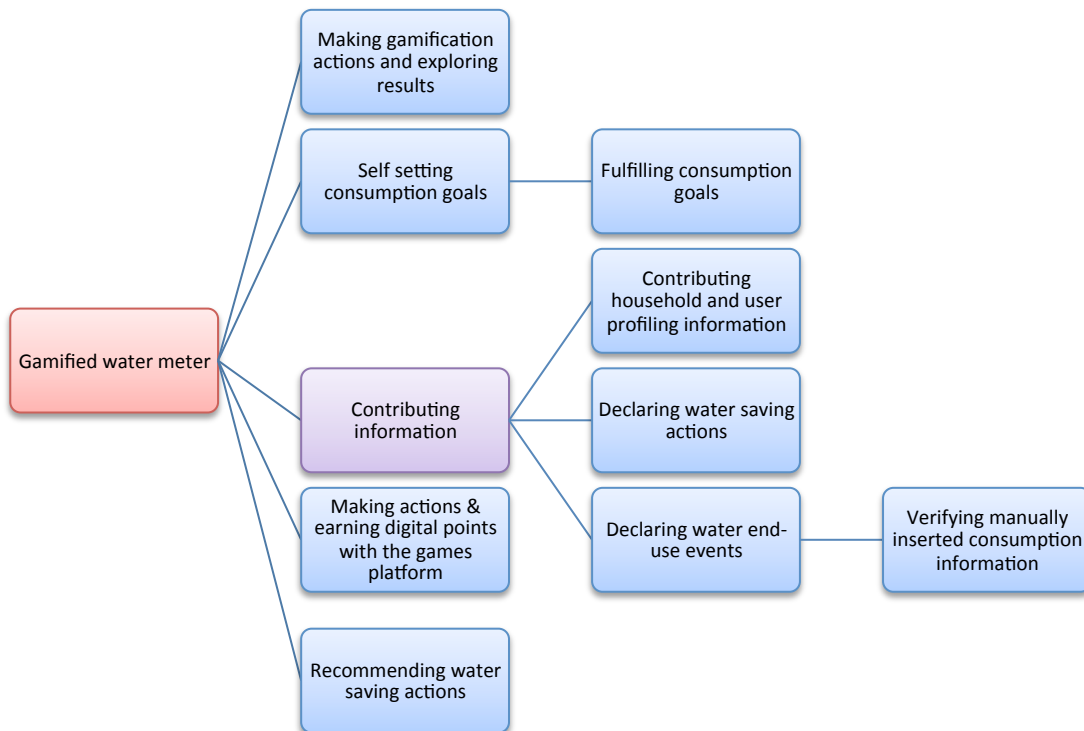 Making gamification
actions and exploring
results
Self setting
consumption goals
Fulfilling consumption
goals
Contributing
household and user
profiling information
Gamified water meter
Contributing
information
Declaring water saving
actions
Making actions &
earning digital points
with the games
platform
Declaring water end-
use events
Verifying manually
inserted consumption
information
Recommending water
saving actions